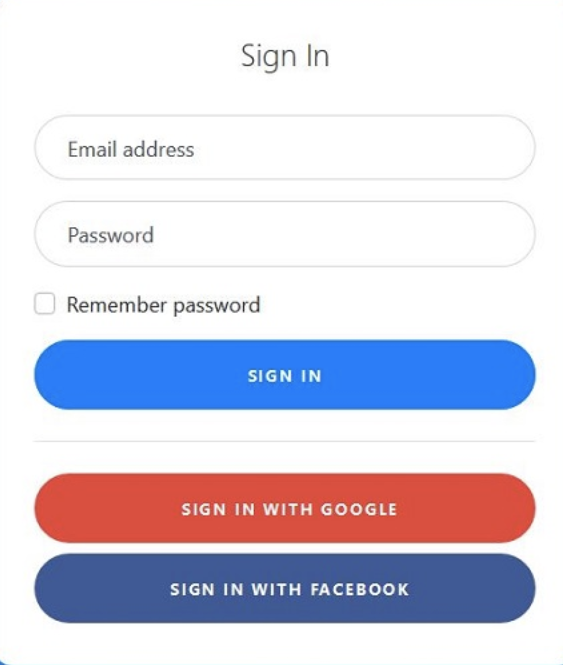 Sign In
Email address
Password
Remember password
SIGN IN
SIGN IN WITH GOOGLE
SIGN IN WITH FACEBOOK